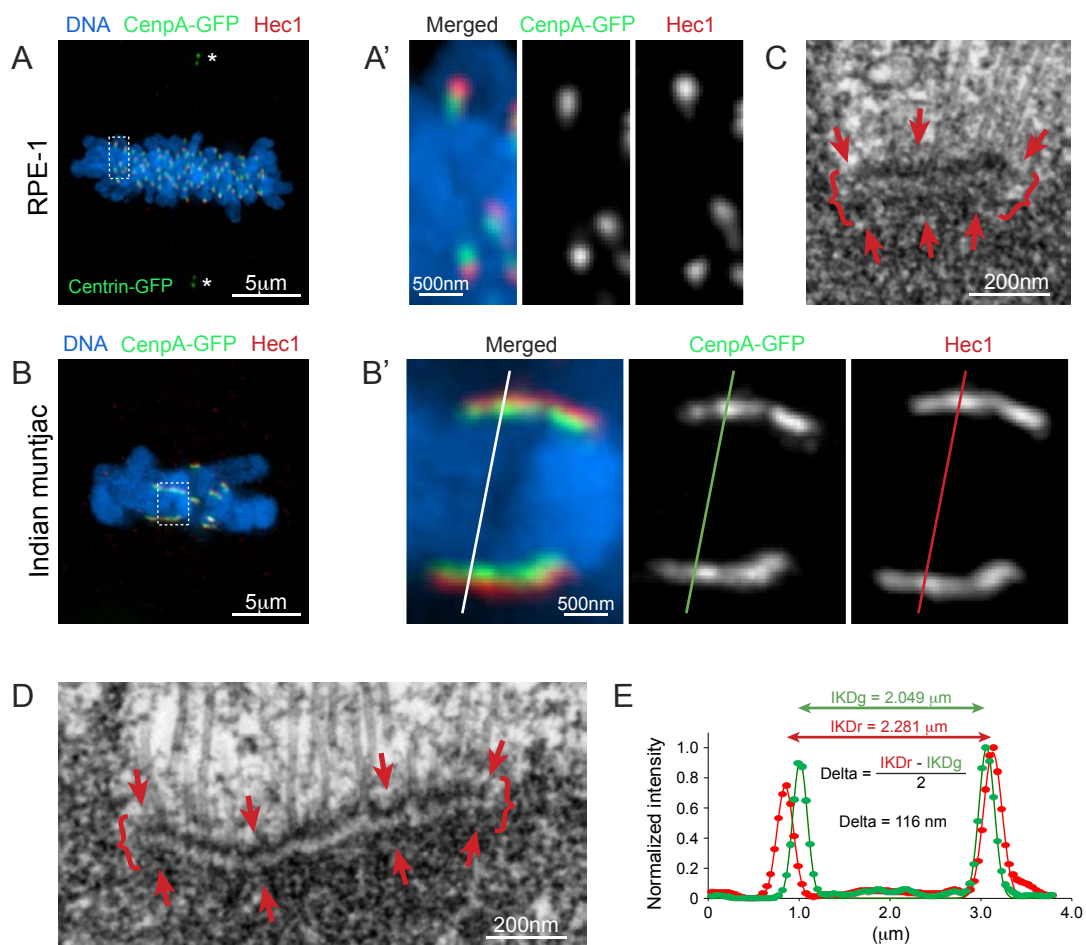 A
DNA CenpA-GFP Hec1
RPE-1
*
*
Centrin-GFP
5µm
A'
Merged CenpA-GFP Hec1
500nm
C
200nm
B
DNA CenpA-GFP Hec1
Indian muntjac
5µm
B'
Merged CenpA-GFP Hec1
500nm
D
200nm
E
IKDg = 2.049 µm
IKDr = 2.281 µm
Delta = IKDr - IKDg
2
Delta = 116 nm
Normalized intensity
1.0
0.8
0.6
0.4
0.2
0
0 1.0 2.0 3.0 4.0
(µm)